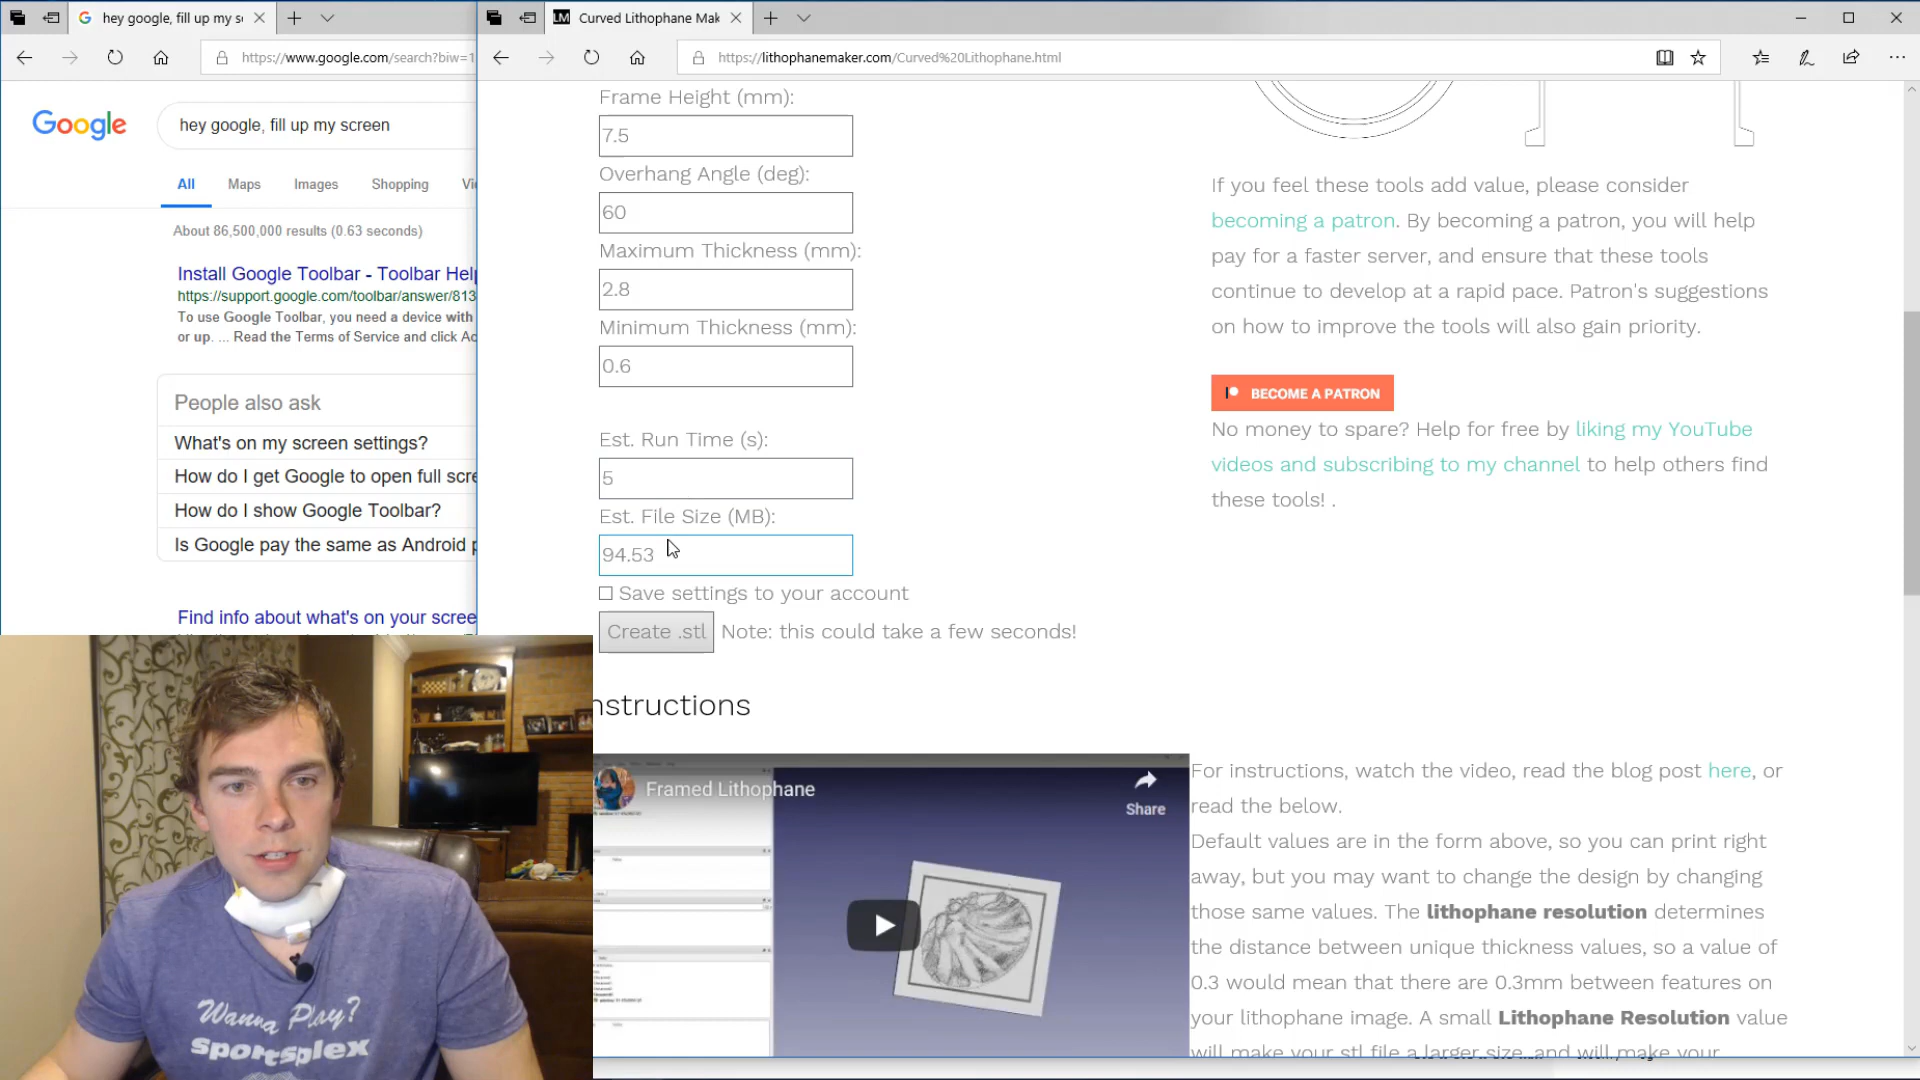 hey google, fill up my s
https://www.google.com/search?biw=1
Google
hey google, fill up my screen
All
Maps
Images
Shopping
About 86,500,000 results (0.63 seconds)
Install Google Toolbar - Toolbar Help
https://support.google.com/toolbar/answer/813
To use Google Toolbar, you need a device with
or up. ... Read the Terms of Service and click Ac
People also ask
What's on my screen settings?
How do I get Google to open full scre
How do I show Google Toolbar?
Is Google pay the same as Android p
Find info about what's on your scree
LM
Curved Lithophane Mak
https://lithophanemaker.com/Curved%20Lithophane.html
Frame Height (mm):
7.5
Overhang Angle (deg):
60
Maximum Thickness (mm):
2.8
Minimum Thickness (mm):
0.6
Est. Run Time (s):
5
Est. File Size (MB):
94.53
Save settings to your account
Create .stl
Note: this could take a few seconds!
If you feel these tools add value, please consider
becoming a patron. By becoming a patron, you will help
pay for a faster server, and ensure that these tools
continue to develop at a rapid pace. Patron's suggestions
on how to improve the tools will also gain priority.
BECOME A PATRON
No money to spare? Help for free by liking my YouTube
videos and subscribing to my channel to help others find
these tools! .
nstructions
Framed Lithophane
Share
For instructions, watch the video, read the blog post here, or
read the below.
Default values are in the form above, so you can print right
away, but you may want to change the design by changing
those same values. The lithophane resolution determines
the distance between unique thickness values, so a value of
0.3 would mean that there are 0.3mm between features on
your lithophane image. A small Lithophane Resolution value
will make your stl file a larger size, and will make your
Wanna Play?
sportsplex